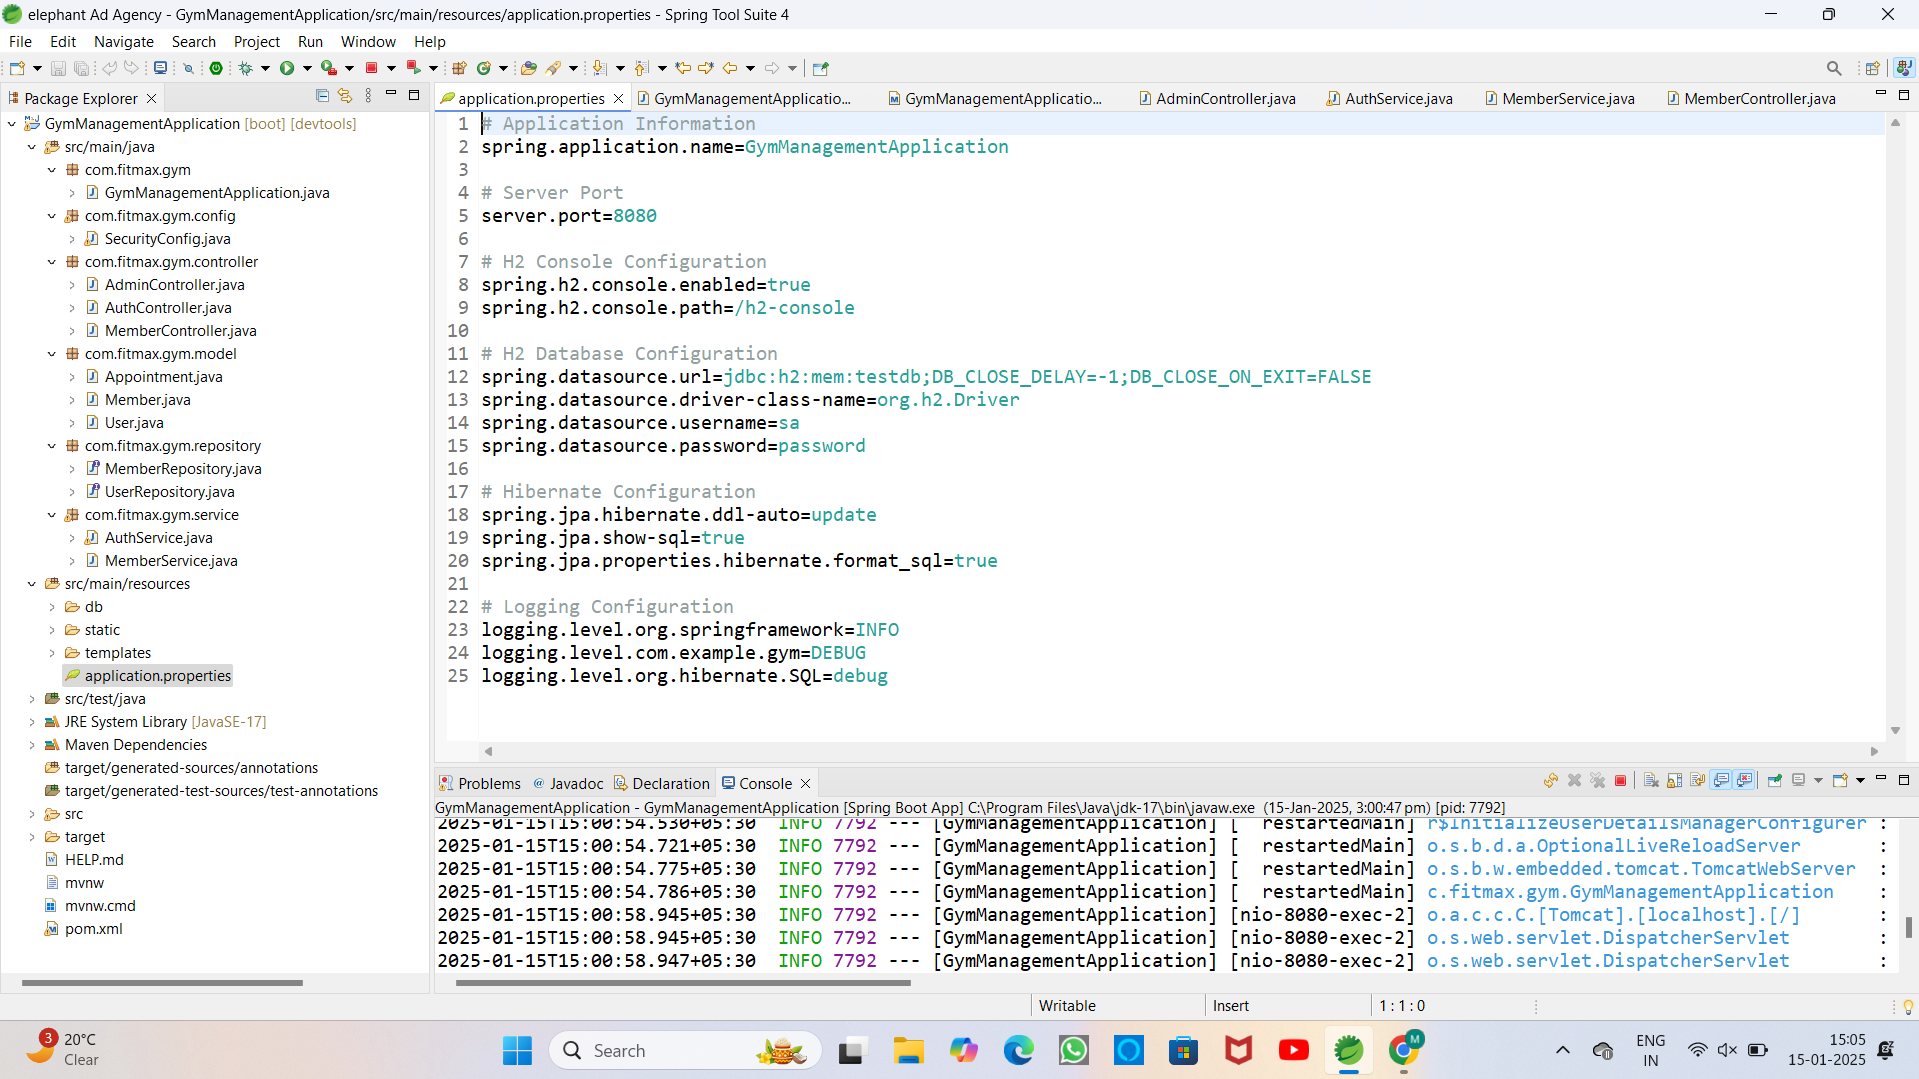 elephant Ad Agency - GymManagementApplication/src/main/resources/application.properties - Spring Tool Suite 4
File Edit Navigate Search Project Run Window Help
Package Explorer
GymManagementApplication [boot] [devtools]
src/main/java
com.fitmax.gym
GymManagementApplication.java
com.fitmax.gym.config
SecurityConfig.java
com.fitmax.gym.controller
AdminController.java
AuthController.java
MemberController.java
com.fitmax.gym.model
Appointment.java
Member.java
User.java
com.fitmax.gym.repository
MemberRepository.java
UserRepository.java
com.fitmax.gym.service
AuthService.java
MemberService.java
src/main/resources
db
static
templates
application.properties
src/test/java
JRE System Library [JavaSE-17]
Maven Dependencies
target/generated-sources/annotations
target/generated-test-sources/test-annotations
src
target
HELP.md
mvnw
mvnw.cmd
pom.xml
application.properties GymManagementApplicatio... GymManagementApplicatio... AdminController.java AuthService.java MemberService.java MemberController.java
1 # Application Information
2 spring.application.name=GymManagementApplication
3
4 # Server Port
5 server.port=8080
6
7 # H2 Console Configuration
8 spring.h2.console.enabled=true
9 spring.h2.console.path=/h2-console
10
11 # H2 Database Configuration
12 spring.datasource.url=jdbc:h2:mem:testdb;DB_CLOSE_DELAY=-1;DB_CLOSE_ON_EXIT=FALSE
13 spring.datasource.driver-class-name=org.h2.Driver
14 spring.datasource.username=sa
15 spring.datasource.password=password
16
17 # Hibernate Configuration
18 spring.jpa.hibernate.ddl-auto=update
19 spring.jpa.show-sql=true
20 spring.jpa.properties.hibernate.format_sql=true
21
22 # Logging Configuration
23 logging.level.org.springframework=INFO
24 logging.level.com.example.gym=DEBUG
25 logging.level.org.hibernate.SQL=debug
Problems Javadoc Declaration Console
GymManagementApplication - GymManagementApplication [Spring Boot App] C:\Program Files\Java\jdk-17\bin\javaw.exe (15-Jan-2025, 3:00:47 pm) [pid: 7792]
2025-01-15T15:00:54.530+05:30 INFO 7792 --- [GymManagementApplication] [ restartedMain] r$InitializeUserDetailsManagerConfigurer :
2025-01-15T15:00:54.721+05:30 INFO 7792 --- [GymManagementApplication] [ restartedMain] o.s.b.d.a.OptionalLiveReloadServer :
2025-01-15T15:00:54.775+05:30 INFO 7792 --- [GymManagementApplication] [ restartedMain] o.s.b.w.embedded.tomcat.TomcatWebServer :
2025-01-15T15:00:54.786+05:30 INFO 7792 --- [GymManagementApplication] [ restartedMain] c.fitmax.gym.GymManagementApplication :
2025-01-15T15:00:58.945+05:30 INFO 7792 --- [GymManagementApplication] [nio-8080-exec-2] o.a.c.c.C.[Tomcat].[localhost].[/] :
2025-01-15T15:00:58.945+05:30 INFO 7792 --- [GymManagementApplication] [nio-8080-exec-2] o.s.web.servlet.DispatcherServlet :
2025-01-15T15:00:58.947+05:30 INFO 7792 --- [GymManagementApplication] [nio-8080-exec-2] o.s.web.servlet.DispatcherServlet :
Writable Insert 1 : 1 : 0
3
20°C
Clear
Search
M
ENG
IN
15:05
15-01-2025